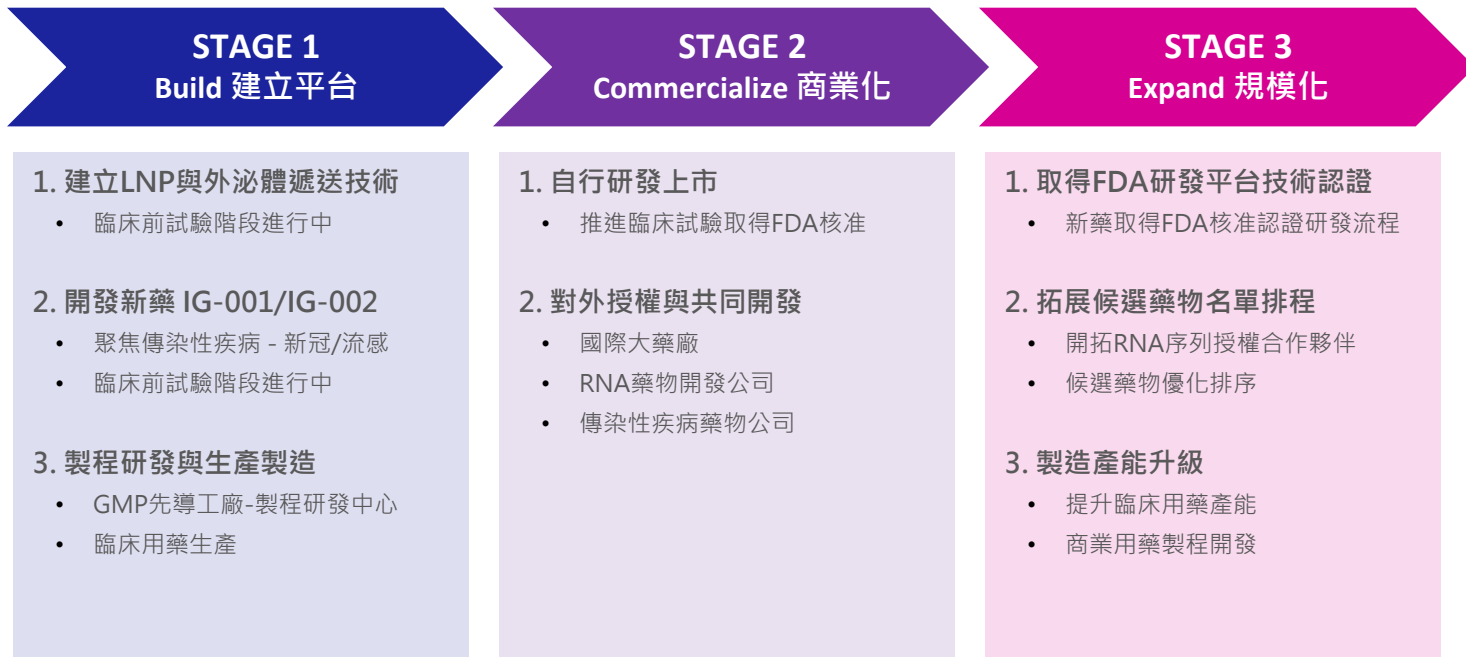 STAGE 1
Build 建立平台
1. 建立LNP與外泌體遞送技術
• 臨床前試驗階段進行中
2. 開發新藥 IG-001/IG-002
• 聚焦傳染性疾病 - 新冠/流感
• 臨床前試驗階段進行中
3. 製程研發與生產製造
• GMP先導工廠-製程研發中心
• 臨床用藥生產
STAGE 2
Commercialize 商業化
1. 自行研發上市
• 推進臨床試驗取得FDA核准
2. 對外授權與共同開發
• 國際大藥廠
• RNA藥物開發公司
• 傳染性疾病藥物公司
STAGE 3
Expand 規模化
1. 取得FDA研發平台技術認證
• 新藥取得FDA核准認證研發流程
2. 拓展候選藥物名單排程
• 開拓RNA序列授權合作夥伴
• 候選藥物優化排序
3. 製造產能升級
• 提升臨床用藥產能
• 商業用藥製程開發